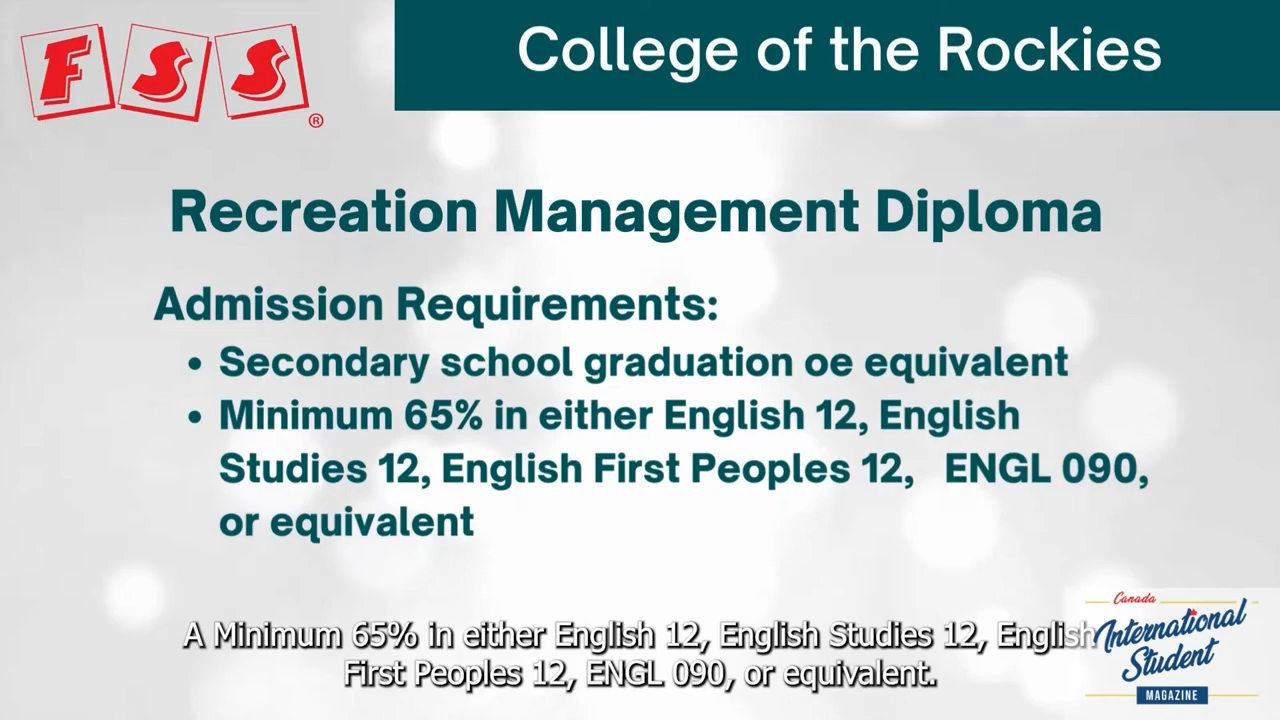 FSS®
College of the Rockies
Recreation Management Diploma
Admission Requirements:
• Secondary school graduation oe equivalent
• Minimum 65% in either English 12, English
Studies 12, English First Peoples 12, ENGL 090,
or equivalent
A Minimum 65% in either English 12, English Studies 12, English
First Peoples 12, ENGL 090, or equivalent.
Canada
International
Student
MAGAZINE